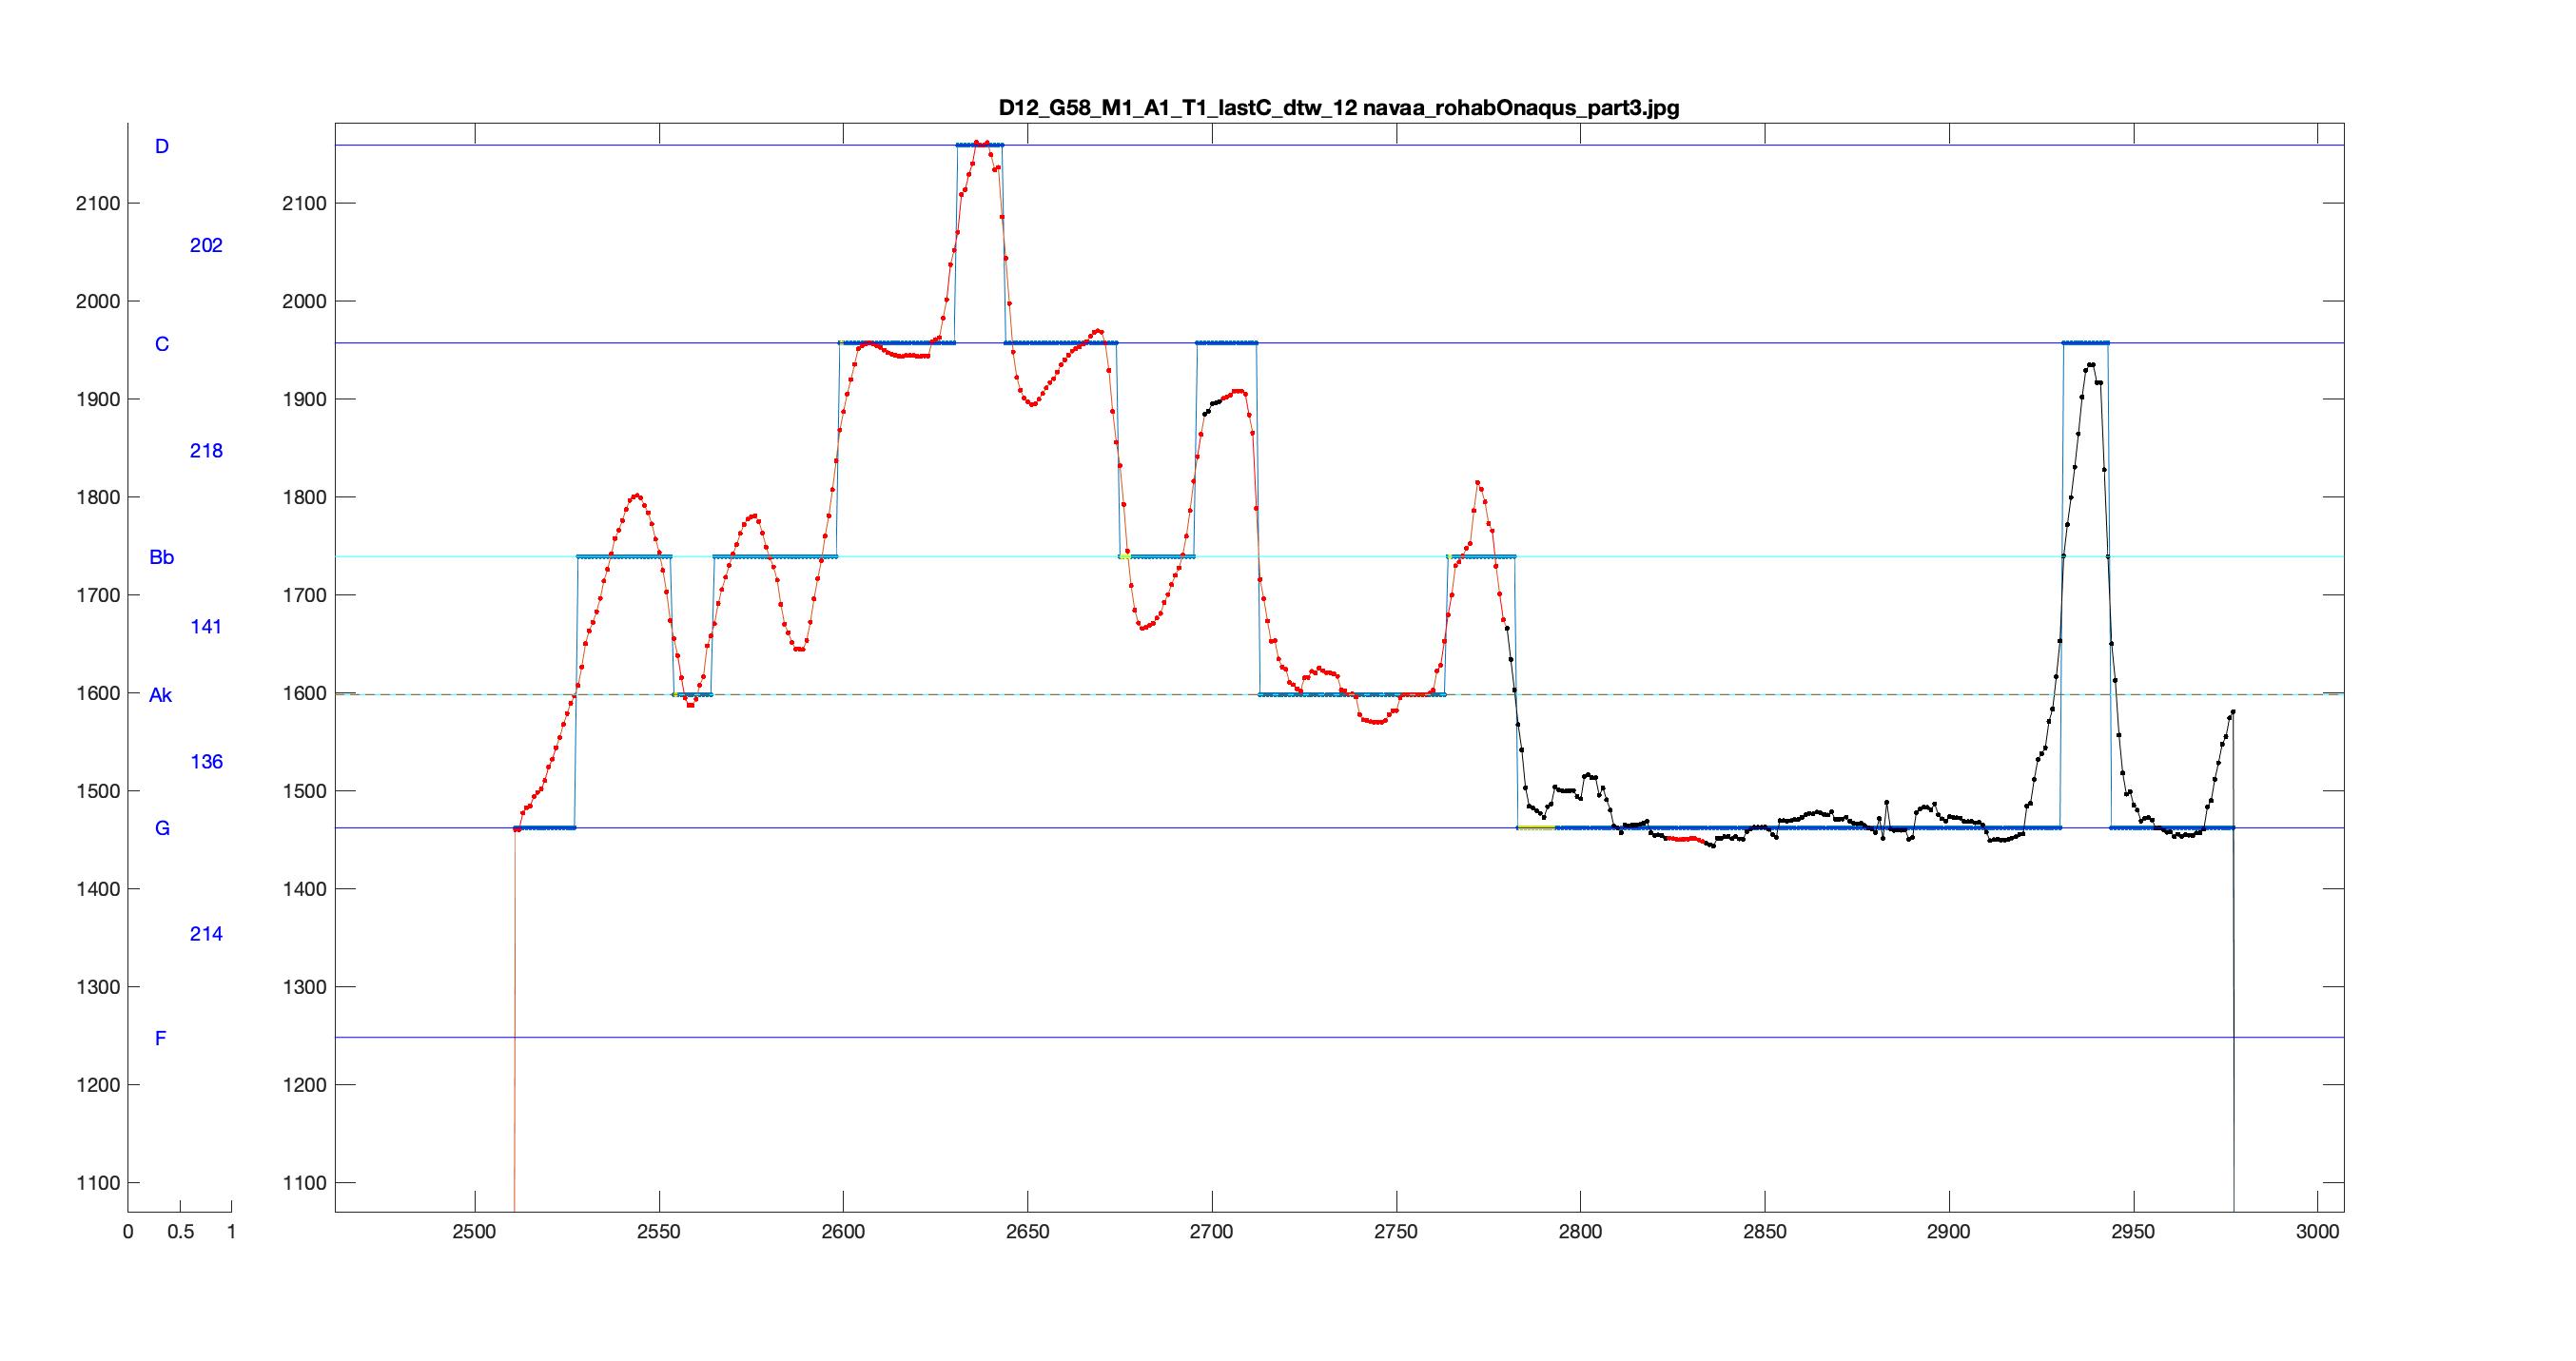 D12_G58_M1_A1_T1_lastC_dtw_12 navaa_rohabOnaqus_part3.jpg
D
2100 2100
202
2000 2000
C
1900 1900
218
1800 1800
Bb
1700 1700
141
1600 Ak 1600
136
1500 1500
G
1400 1400
214
1300 1300
F
1200 1200
1100 1100
0 0.5 1 2500 2550 2600 2650 2700 2750 2800 2850 2900 2950 3000